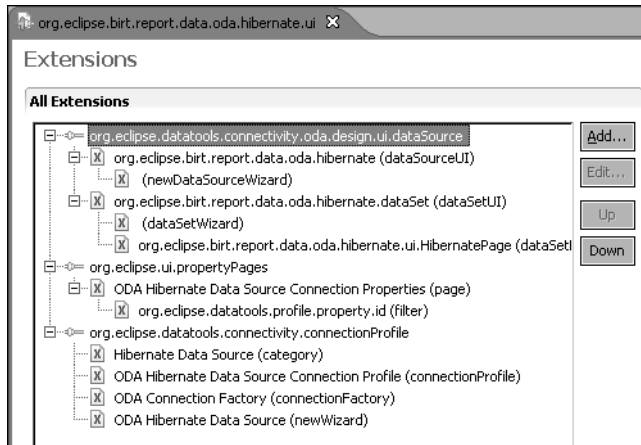 org.eclipse.birt.report.data.oda.hibernate.ui
Extensions
All Extensions
org.eclipse.datatools.connectivity.oda.design.ui.dataSource
org.eclipse.birt.report.data.oda.hibernate (dataSourceUI)
(newDataSourceWizard)
org.eclipse.birt.report.data.oda.hibernate.dataSet (dataSetUI)
(dataSetWizard)
org.eclipse.birt.report.data.oda.hibernate.ui.HibernatePage (dataSetI
org.eclipse.ui.propertyPages
ODA Hibernate Data Source Connection Properties (page)
org.eclipse.datatools.profile.property.id (filter)
org.eclipse.datatools.connectivity.connectionProfile
Hibernate Data Source (category)
ODA Hibernate Data Source Connection Profile (connectionProfile)
ODA Connection Factory (connectionFactory)
ODA Hibernate Data Source (newWizard)
Add...
Edit...
Up
Down